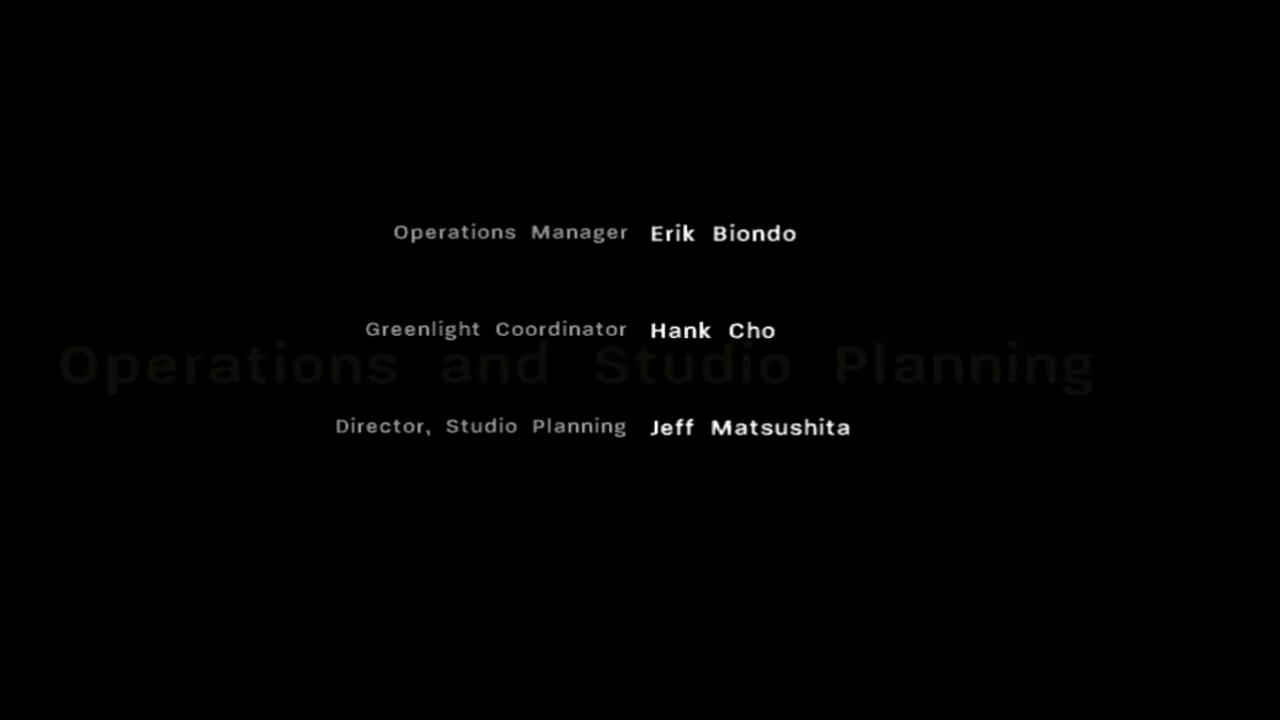 Operations Manager Erik Biondo
Greenlight Coordinator Hank Cho
Operations and Studio Planning
Director, Studio Planning Jeff Matsushita